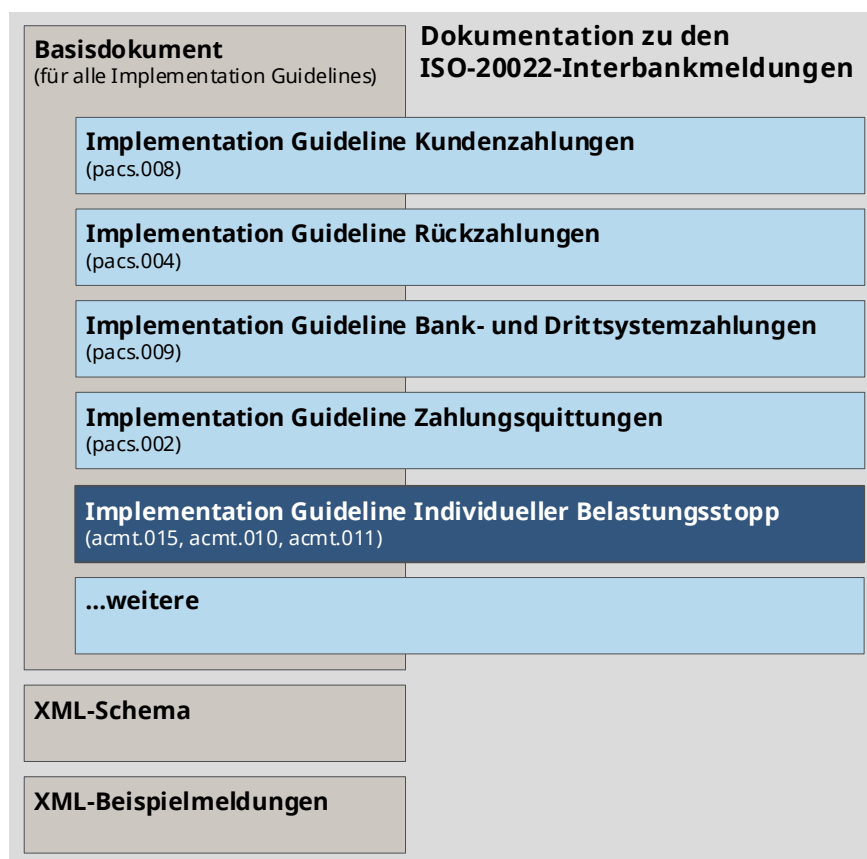 Basisdokument
(für alle Implementation Guidelines)
Dokumentation zu den
ISO-20022-Interbankmeldungen
Implementation Guideline Kundenzahlungen
(pacs.008)
Implementation Guideline Rückzahlungen
(pacs.004)
Implementation Guideline Bank- und Drittsystemzahlungen
(pacs.009)
Implementation Guideline Zahlungsquittungen
(pacs.002)
Implementation Guideline Individueller Belastungsstopp
(acmt.015, acmt.010, acmt.011)
...weitere
XML-Schema
XML-Beispielmeldungen